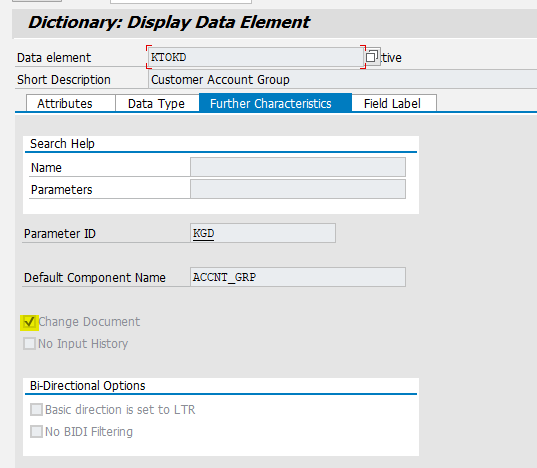 Dictionary: Display Data Element
Data element KTOKD tive
Short Description Customer Account Group
Attributes Data Type Further Characteristics Field Label
Search Help
Name
Parameters
Parameter ID KGD
Default Component Name ACCNT_GRP
Change Document
No Input History
Bi-Directional Options
Basic direction is set to LTR
No BIDI Filtering